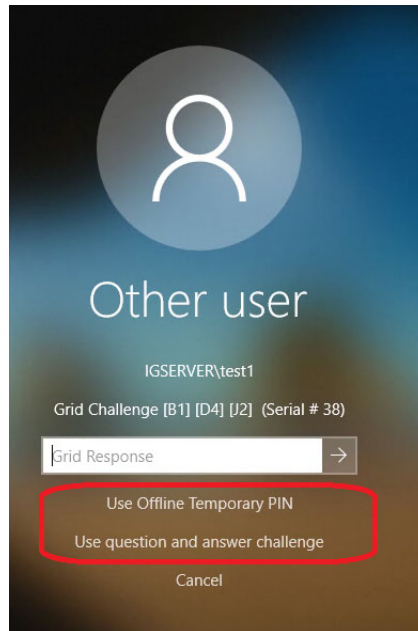 Other user
IGSERVER\test1
Grid Challenge [B1] [D4] [J2] (Serial # 38)
Grid Response
Use Offline Temporary PIN
Use question and answer challenge
Cancel